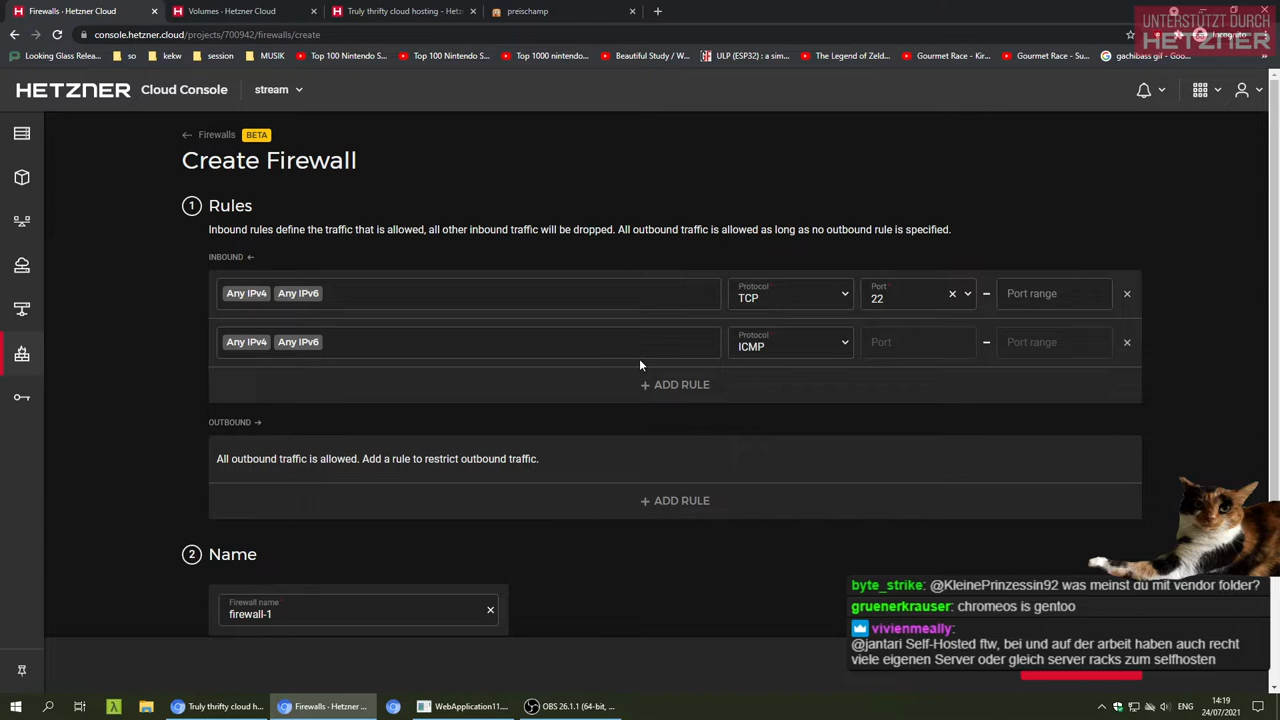 Firewalls - Hetzner Cloud
Volumes - Hetzner Cloud
Truly thrifty cloud hosting - Hetz
preischamp
UNTERSTÜTZT DURCH
HETZNER
console.hetzner.cloud/projects/700942/firewalls/create
Looking Glass Relea...
so
kekw
session
MUSIK
Top 100 Nintendo S...
Top 100 Nintendo S...
Top 1000 nintendo...
Beautiful Study / W...
ULP (ESP32): a sim...
The Legend of Zeld...
Gourmet Race - Kir...
Gourmet Race - Sus...
gachibass gif - Goo...
HETZNER
Cloud Console
stream
Firewalls
BETA
Create Firewall
1
Rules
Inbound rules define the traffic that is allowed, all other inbound traffic will be dropped. All outbound traffic is allowed as long as no outbound rule is specified.
INBOUND
Any IPv4 Any IPv6
Protocol *
TCP
Port *
22
Port range
Any IPv4 Any IPv6
Protocol *
ICMP
Port
Port range
+ ADD RULE
OUTBOUND
All outbound traffic is allowed. Add a rule to restrict outbound traffic.
+ ADD RULE
2
Name
Firewall name *
firewall-1
byte_strike: @KleinePrinzessin92 was meinst du mit vendor folder?
gruenerkrauser: chromeos is gentoo
vivienmeally:
@jantari Self-Hosted ftw, bei und auf der arbeit haben auch recht
viele eigenen Server oder gleich server racks zum selfhosten
Truly thrifty cloud h...
Firewalls - Hetzner ...
WebApplication11...
OBS 26.1.1 (64-bit, ...
ENG
14:19
24/07/2021